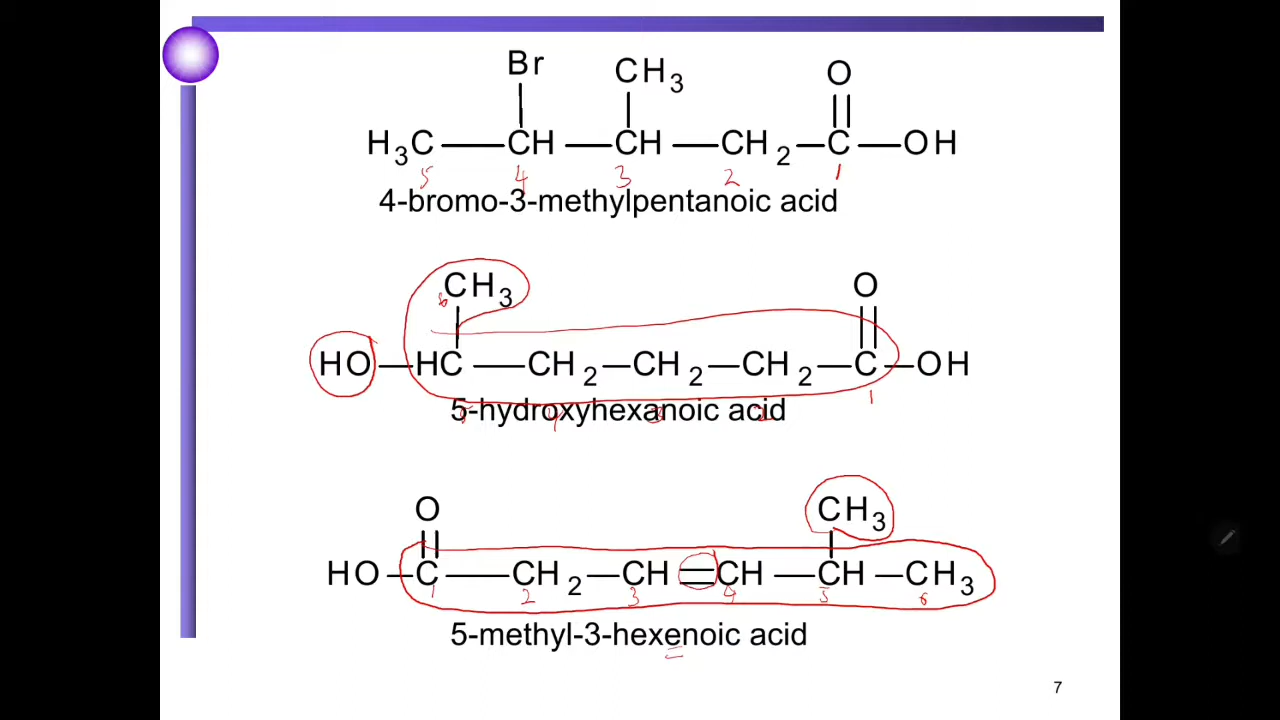 Br
CH3
O
H3C CH CH CH2 C OH
5 4 3 2 1
4-bromo-3-methylpentanoic acid
6 CH3
O
HO HC CH2 CH2 CH2 C OH
1
5-hydroxyhexanoic acid
5 4 3 2
O
CH3
HO C CH2 CH CH CH CH3
1 2 3 4 5 6
5-methyl-3-hexenoic acid
7